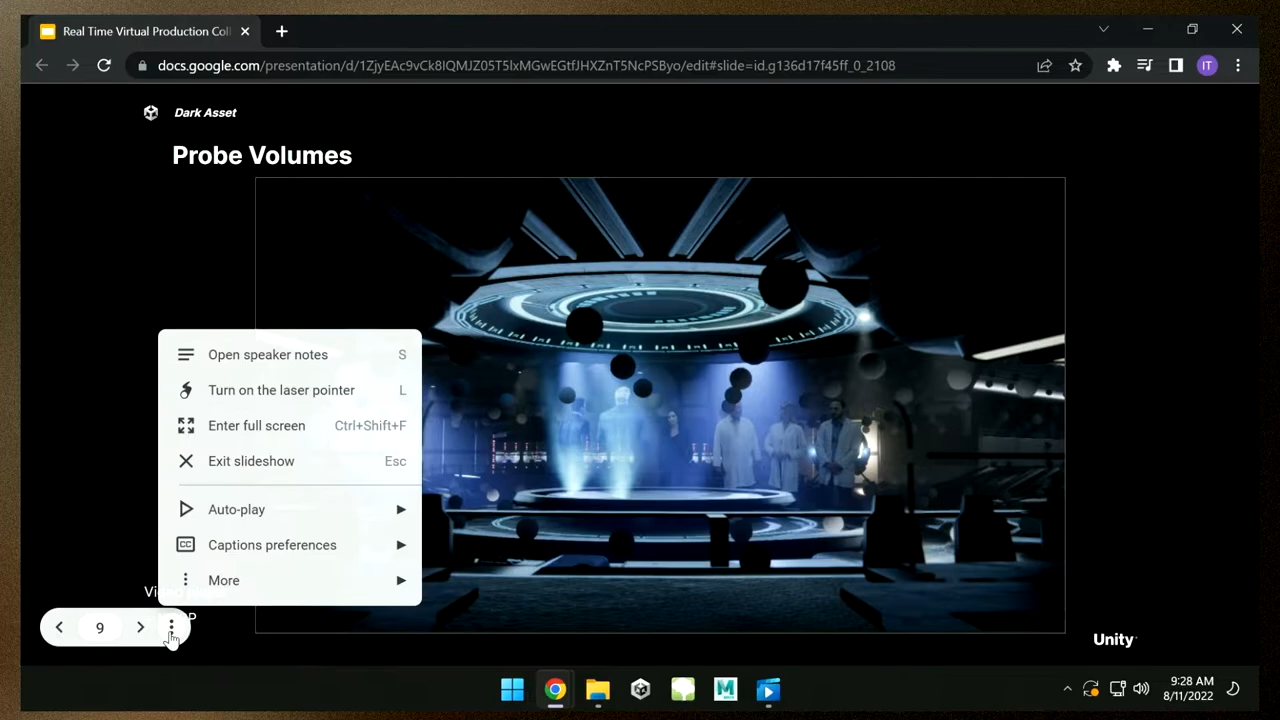 Real Time Virtual Production Coll
docs.google.com/presentation/d/1ZjyEAc9vCk8IQMJZ05T5lxMGwEGtfJHXZnT5NcPSByo/edit#slide=id.g136d17f45ff_0_2108
IT
Dark Asset
Probe Volumes
Open speaker notes S
Turn on the laser pointer L
Enter full screen Ctrl+Shift+F
Exit slideshow Esc
Auto-play
CC Captions preferences
More
9
Unity
9:28 AM
8/11/2022